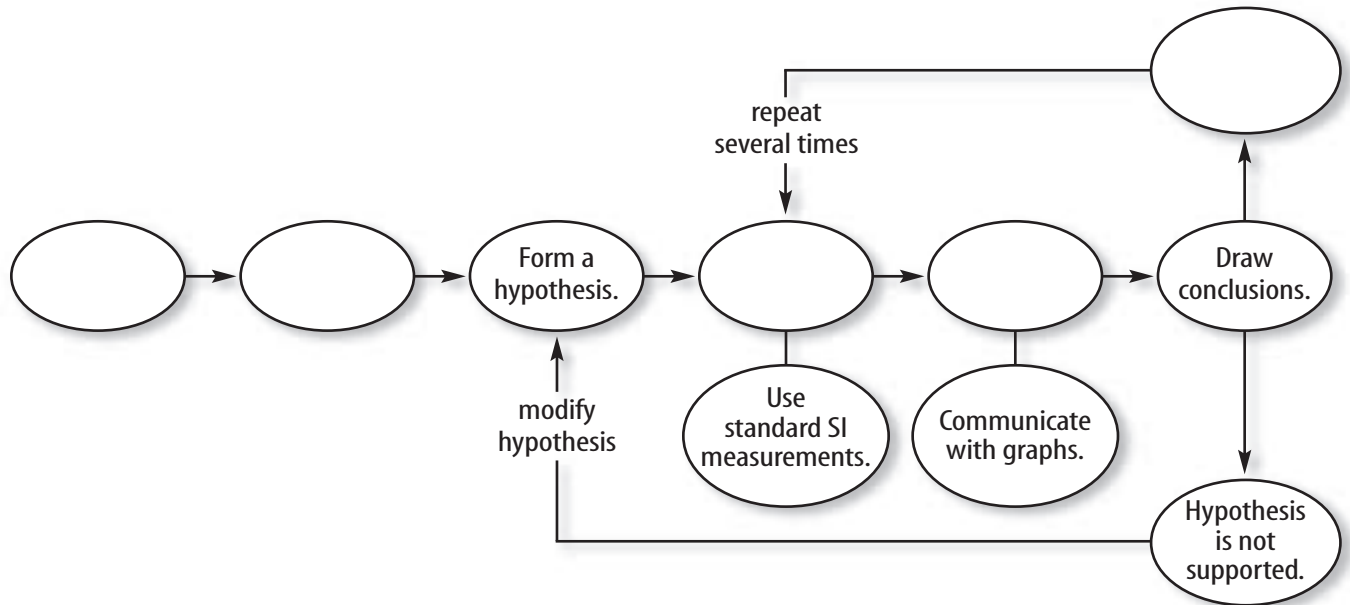 repeat
several times
Form a
hypothesis.
Draw
conclusions.
modify
hypothesis
Use
standard SI
measurements.
Communicate
with graphs.
Hypothesis
is not
supported.